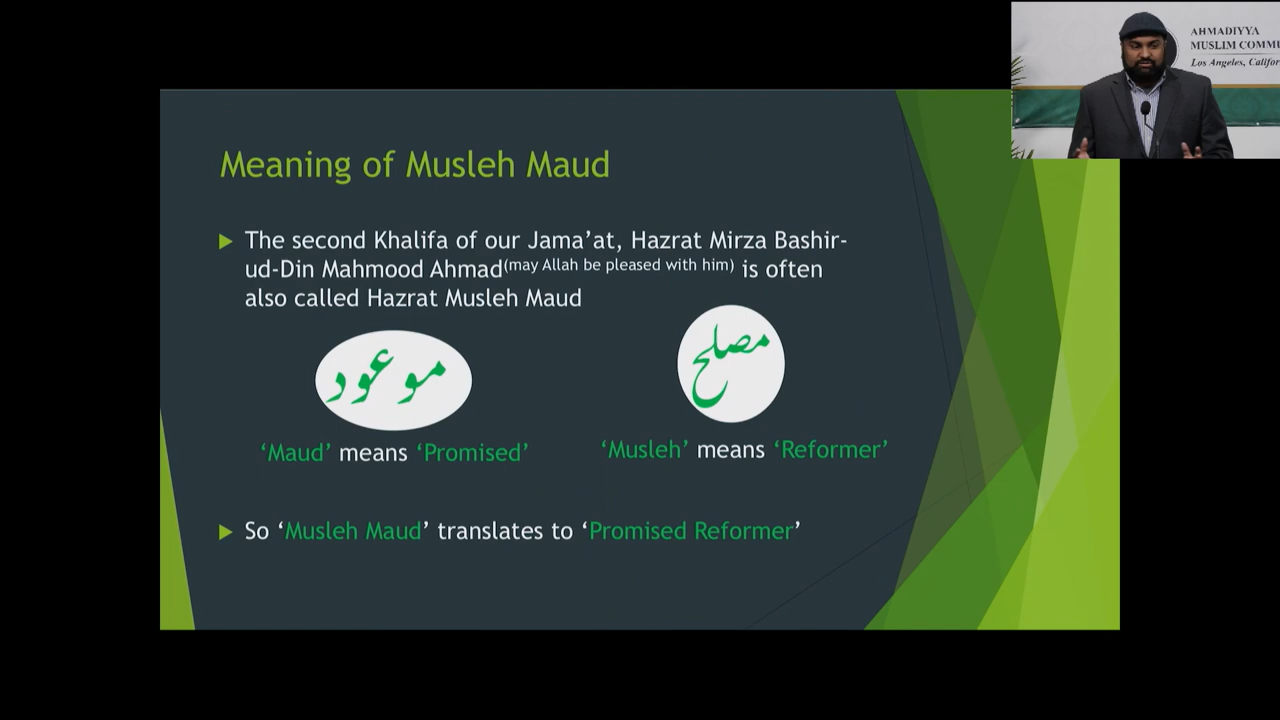 AHMADIYYA
MUSLIM COMMU
Los Angeles, Califor
Meaning of Musleh Maud
The second Khalifa of our Jama’at, Hazrat Mirza Bashir-
ud-Din Mahmood Ahmad(may Allah be pleased with him) is often
also called Hazrat Musleh Maud
موعود
مصلح
‘Maud’ means ‘Promised’
‘Musleh’ means ‘Reformer’
So ‘Musleh Maud’ translates to ‘Promised Reformer’